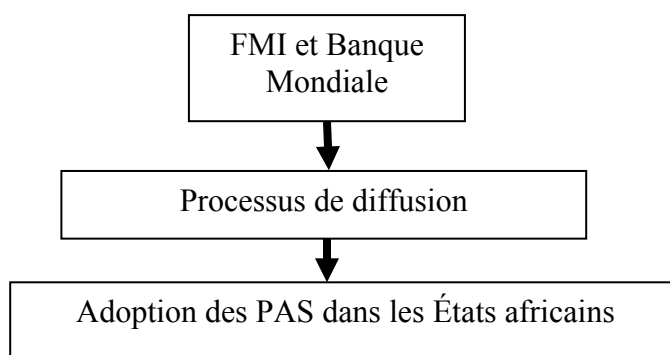 FMI et Banque
Mondiale
Processus de diffusion
Adoption des PAS dans les États africains